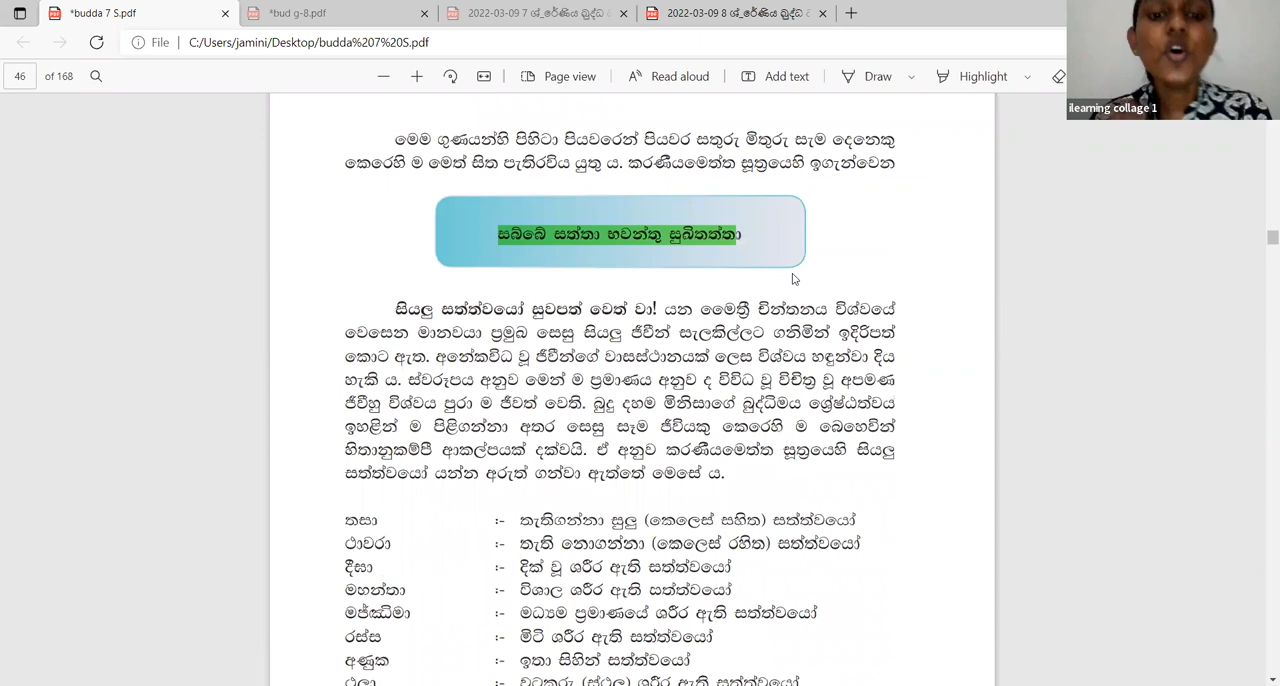 *budda 7 S.pdf
*bud g-8.pdf
2022-03-09 7 ශ්‍රේණිය බුද්ධ
2022-03-09 8 ශ්‍රේණිය බුද්ධ
File C:/Users/jamini/Desktop/budda%207%20S.pdf
46 of 168 Page view Read aloud Add text Draw Highlight
ilearning collage 1
මෙම ගුණයන්හි පිහිටා පියවරෙන් පියවර සතුරු මිතුරු සැම දෙනෙකු
කෙරෙහි ම මෙත් සිත පැතිරවිය යුතු ය. කරණීයමෙත්ත සූත්‍රයෙහි ඉගැන්වෙන
සබ්බේ සත්තා භවන්තු සුඛිතත්තා
සියලු සත්ත්වයෝ සුවපත් වෙත් වා! යන මෛත්‍රී චින්තනය විශ්වයේ
වෙසෙන මානවයා ප්‍රමුඛ සෙසු සියලු ජීවීන් සැලකිල්ලට ගනිමින් ඉදිරිපත්
කොට ඇත. අනේකවිධ වූ ජීවීන්ගේ වාසස්ථානයක් ලෙස විශ්වය හඳුන්වා දිය
හැකි ය. ස්වරූපය අනුව මෙන් ම ප්‍රමාණය අනුව ද විවිධ වූ විචිත්‍ර වූ අපමණ
ජීවීහු විශ්වය පුරා ම ජීවත් වෙති. බුදු දහම මිනිසාගේ බුද්ධිමය ශ්‍රේෂ්ඨත්වය
ඉහළින් ම පිළිගන්නා අතර සෙසු සෑම ජීවියකු කෙරෙහි ම බෙහෙවින්
හිතානුකම්පී ආකල්පයක් දක්වයි. ඒ අනුව කරණීයමෙත්ත සූත්‍රයෙහි සියලු
සත්ත්වයෝ යන්න අරුත් ගන්වා ඇත්තේ මෙසේ ය.
තසා :- තැතිගන්නා සුලු (කෙලෙස් සහිත) සත්ත්වයෝ
ථාවරා :- තැති නොගන්නා (කෙලෙස් රහිත) සත්ත්වයෝ
දීඝා :- දික් වූ ශරීර ඇති සත්ත්වයෝ
මහන්තා :- විශාල ශරීර ඇති සත්ත්වයෝ
මජ්ඣිමා :- මධ්‍යම ප්‍රමාණයේ ශරීර ඇති සත්ත්වයෝ
රස්ස :- මිටි ශරීර ඇති සත්ත්වයෝ
අණුක :- ඉතා සිහින් සත්ත්වයෝ
ථූලා :- වටකුරු (ස්ථූල) ශරීර ඇති සත්ත්වයෝ